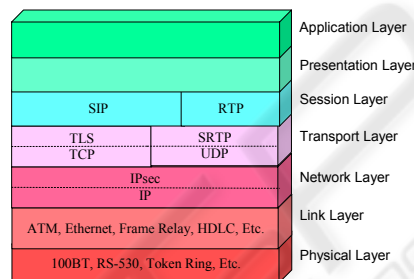 Application Layer
Presentation Layer
SIP RTP Session Layer
TLS SRTP Transport Layer
TCP UDP
IPsec Network Layer
IP
ATM, Ethernet, Frame Relay, HDLC, Etc. Link Layer
100BT, RS-530, Token Ring, Etc. Physical Layer